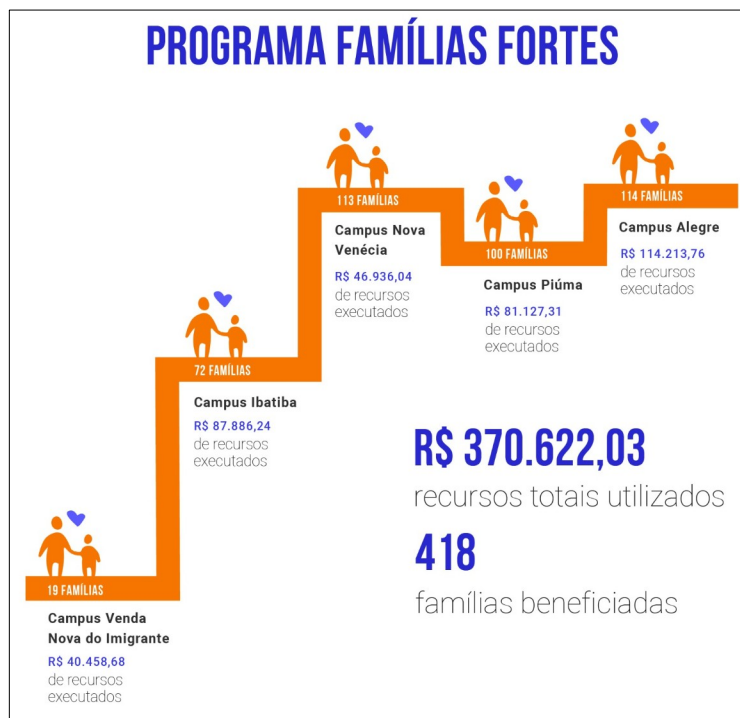 PROGRAMA FAMÍLIAS FORTES
19 FAMÍLIAS
Campus Venda
Nova do Imigrante
R$ 40.458,68
de recursos
executados
72 FAMÍLIAS
Campus Ibatiba
R$ 87.886,24
de recursos
executados
113 FAMÍLIAS
Campus Nova
Venécia
R$ 46.936,04
de recursos
executados
100 FAMÍLIAS
Campus Piúma
R$ 81.127,31
de recursos
executados
114 FAMÍLIAS
Campus Alegre
R$ 114.213,76
de recursos
executados
R$ 370.622,03
recursos totais utilizados
418
famílias beneficiadas